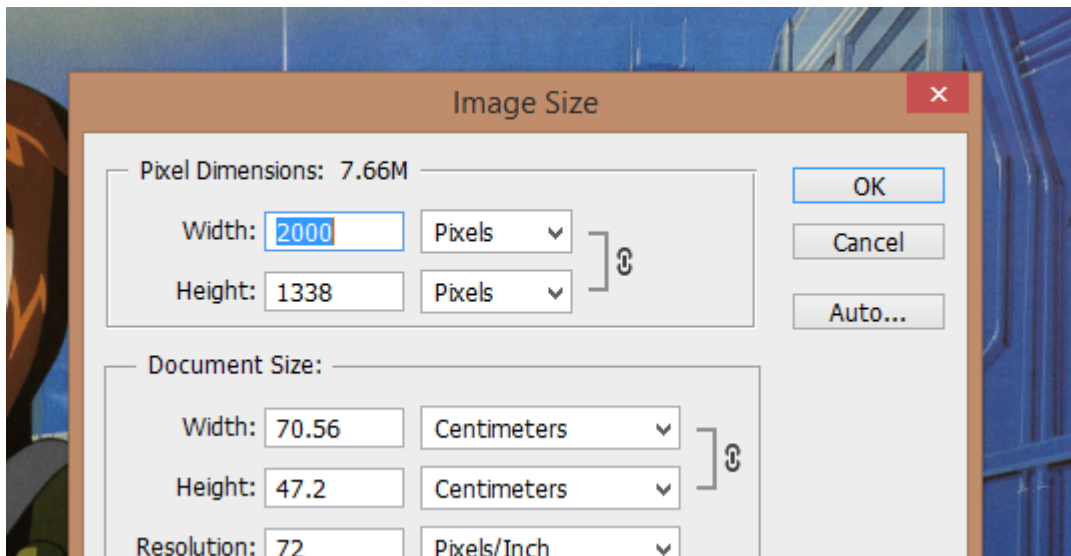 Image Size
Pixel Dimensions: 7.66M
OK
Width: 2000 Pixels
Cancel
Height: 1338 Pixels
Auto...
Document Size:
Width: 70.56 Centimeters
Height: 47.2 Centimeters
Resolution: 72 Pixels/Inch